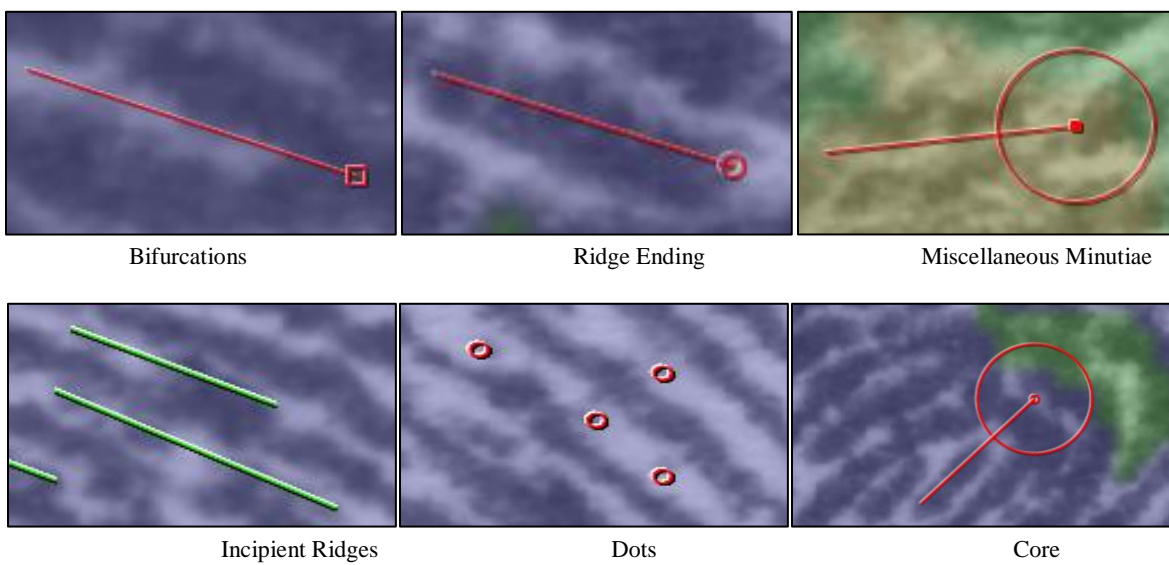 Bifurcations Ridge Ending Miscellaneous Minutiae
Incipient Ridges Dots Core